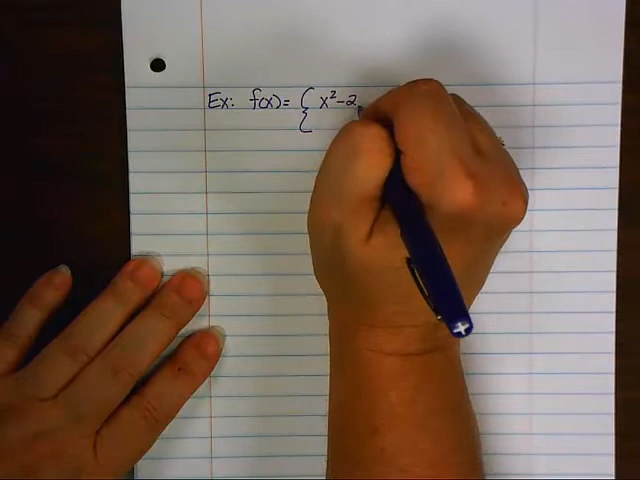 Ex: f(x)= { x²-2,